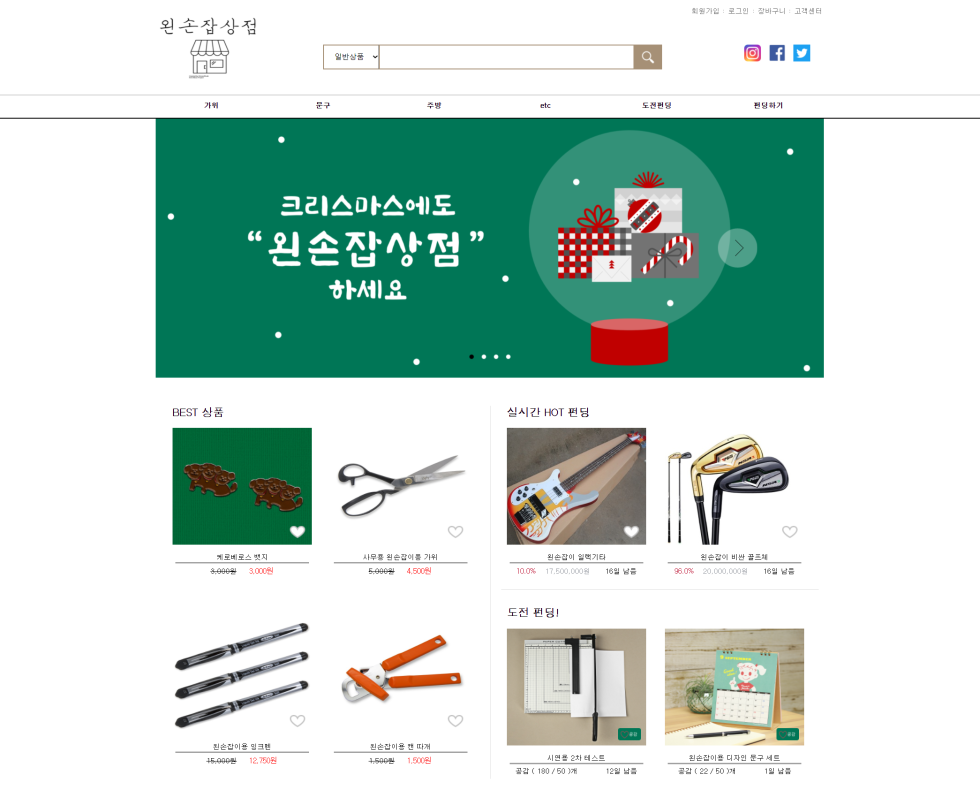 회원가입 | 로그인 | 장바구니 | 고객센터
왼손잡상점
일반상품
가위 문구 주방 etc 도전펀딩 펀딩하기
크리스마스에도
“왼손잡상점”
하세요
BEST 상품
케로베로스 뱃지
3,000원 3,000원
사무용 왼손잡이용 가위
5,000원 4,500원
왼손잡이용 잉크펜
15,000원 12,750원
왼손잡이용 캔 따개
1,500원 1,500원
실시간 HOT 펀딩
왼손잡이 일렉기타
10.0% 17,500,000원 16일 남음
왼손잡이 비싼 골프채
96.0% 20,000,000원 16일 남음
도전 펀딩!
공감
시연용 2차 테스트
공감 ( 180 / 50 )개 12일 남음
공감
왼손잡이용 디자인 문구 세트
공감 ( 22 / 50 )개 1일 남음